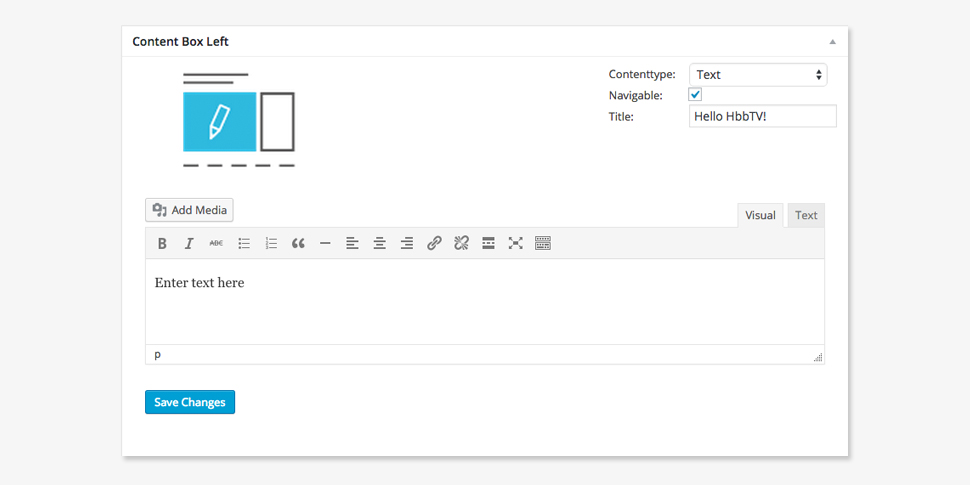 Content Box Left
Contenttype: Text
Navigable:
Title: Hello HbbTV!
Add Media
Visual Text
B I ABC
Enter text here
p
Save Changes